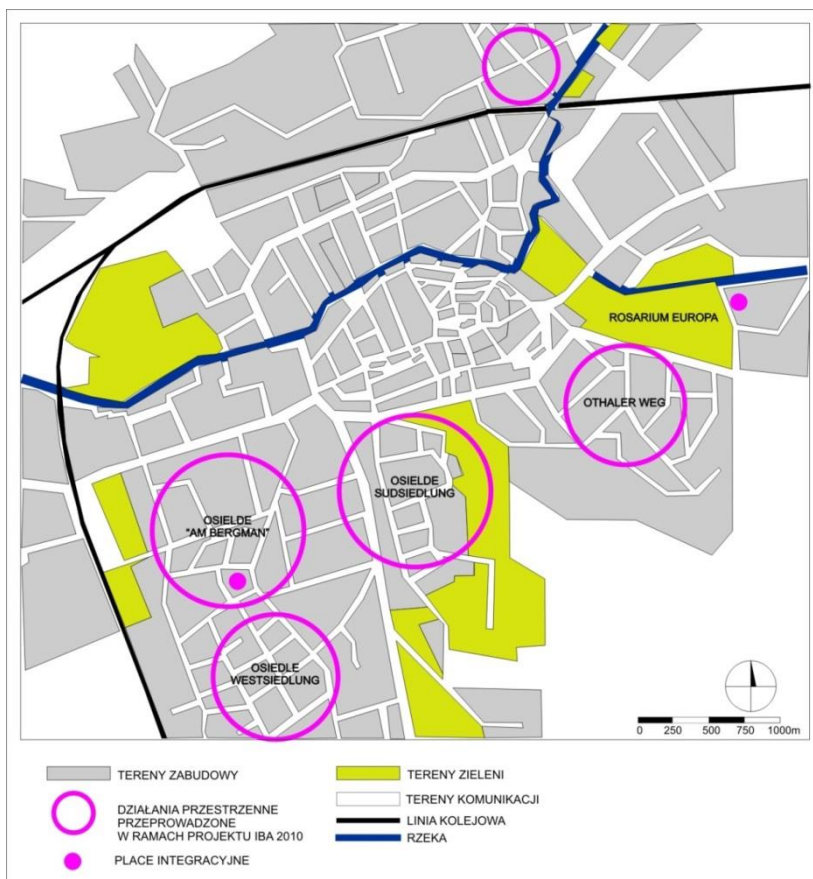 ROSARIUM EUROPA
OTHALER WEG
OSIELDE
SUDSIEDLUNG
OSIELDE
"AM BERGMAN"
OSIEDLE
WESTSIEDLUNG
0 250 500 750 1000m
TERENY ZABUDOWY
DZIAŁANIA PRZESTRZENNE
PRZEPROWADZONE
W RAMACH PROJEKTU IBA 2010
PLACE INTEGRACYJNE
TERENY ZIELENI
TERENY KOMUNIKACJI
LINIA KOLEJOWA
RZEKA